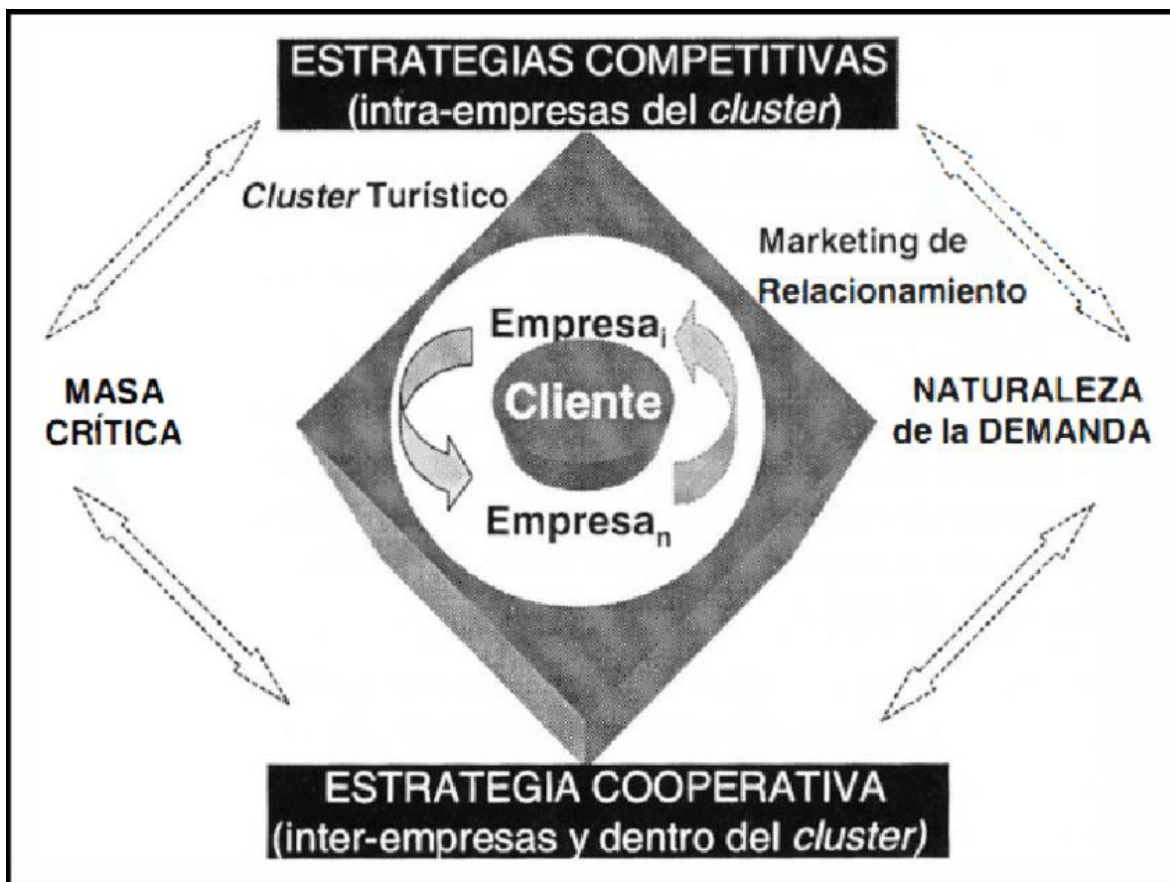 ESTRATEGIAS COMPETITIVAS
(intra-empresas del cluster)
Cluster Turístico
Marketing de
Relacionamiento
Empresai
Cliente
Empresan
MASA
CRÍTICA
NATURALEZA
de la DEMANDA
ESTRATEGIA COOPERATIVA
(inter-empresas y dentro del cluster)